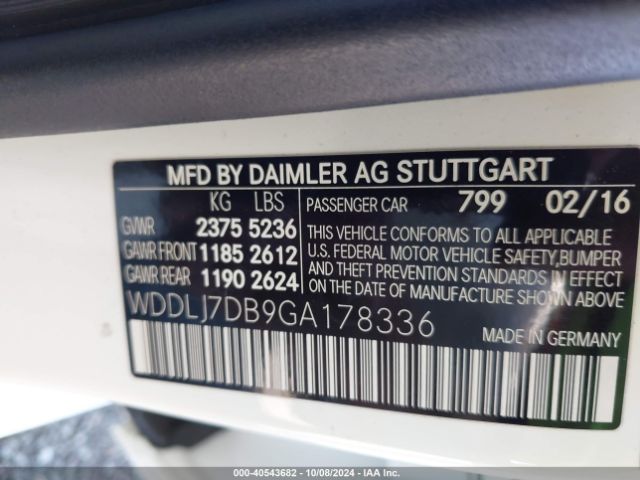 MFD BY DAIMLER AG STUTTGART
KG LBS
GVWR 2375 5236
GAWR FRONT 1185 2612
GAWR REAR 1190 2624
PASSENGER CAR 799 02/16
THIS VEHICLE CONFORMS TO ALL APPLICABLE
U.S. FEDERAL MOTOR VEHICLE SAFETY, BUMPER
AND THEFT PREVENTION STANDARDS IN EFFECT
ON THE DATE OF MANUFACTURE SHOWN ABOVE
WDDLJ7DB9GA178336
MADE IN GERMANY
000-40543682 | 10/08/2024 | IAA Inc.